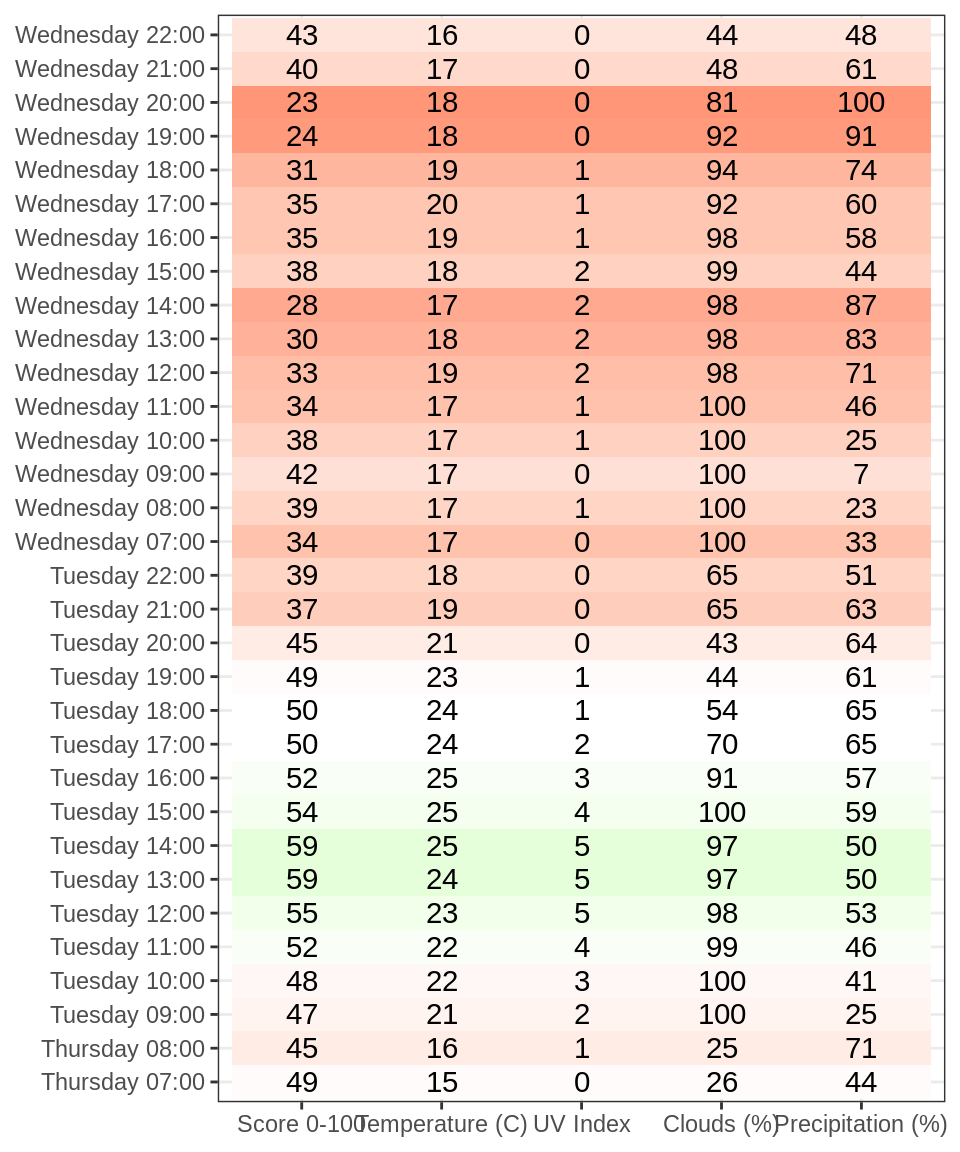 Wednesday 22:00 43 16 0 44 48
Wednesday 21:00 40 17 0 48 61
Wednesday 20:00 23 18 0 81 100
Wednesday 19:00 24 18 0 92 91
Wednesday 18:00 31 19 1 94 74
Wednesday 17:00 35 20 1 92 60
Wednesday 16:00 35 19 1 98 58
Wednesday 15:00 38 18 2 99 44
Wednesday 14:00 28 17 2 98 87
Wednesday 13:00 30 18 2 98 83
Wednesday 12:00 33 19 2 98 71
Wednesday 11:00 34 17 1 100 46
Wednesday 10:00 38 17 1 100 25
Wednesday 09:00 42 17 0 100 7
Wednesday 08:00 39 17 1 100 23
Wednesday 07:00 34 17 0 100 33
Tuesday 22:00 39 18 0 65 51
Tuesday 21:00 37 19 0 65 63
Tuesday 20:00 45 21 0 43 64
Tuesday 19:00 49 23 1 44 61
Tuesday 18:00 50 24 1 54 65
Tuesday 17:00 50 24 2 70 65
Tuesday 16:00 52 25 3 91 57
Tuesday 15:00 54 25 4 100 59
Tuesday 14:00 59 25 5 97 50
Tuesday 13:00 59 24 5 97 50
Tuesday 12:00 55 23 5 98 53
Tuesday 11:00 52 22 4 99 46
Tuesday 10:00 48 22 3 100 41
Tuesday 09:00 47 21 2 100 25
Thursday 08:00 45 16 1 25 71
Thursday 07:00 49 15 0 26 44
Score 0-100 Temperature (C) UV Index Clouds (%) Precipitation (%)